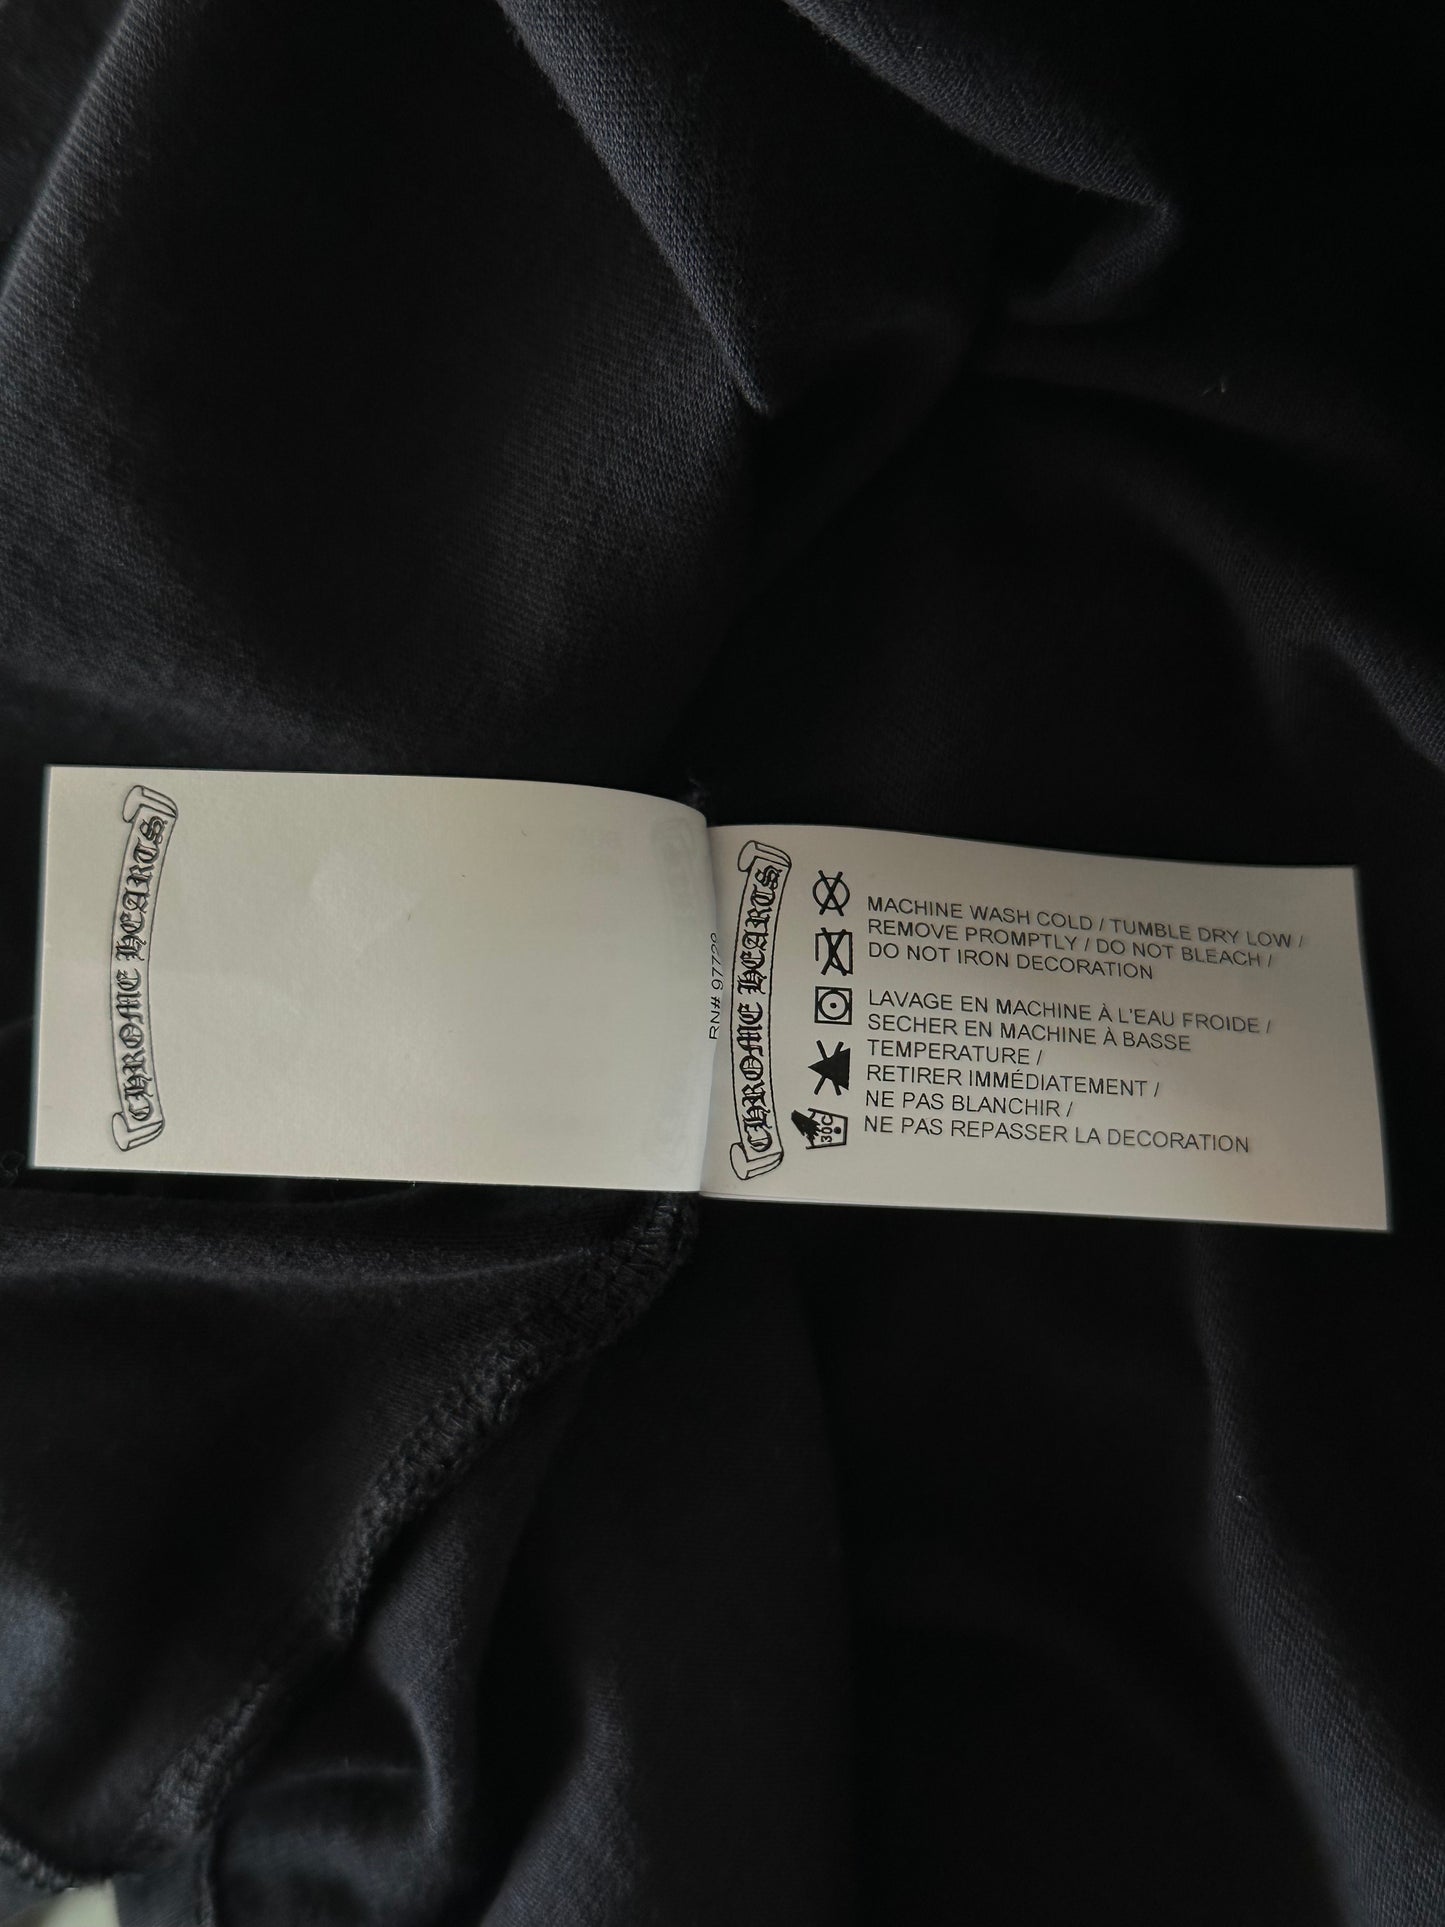 CHROME HEARTS
RN# 97728
CHROME HEARTS
MACHINE WASH COLD / TUMBLE DRY LOW /
REMOVE PROMPTLY / DO NOT BLEACH /
DO NOT IRON DECORATION
LAVAGE EN MACHINE À L'EAU FROIDE /
SECHER EN MACHINE À BASSE
TEMPERATURE /
RETIRER IMMÉDIATEMENT /
NE PAS BLANCHIR /
NE PAS REPASSER LA DECORATION
30C